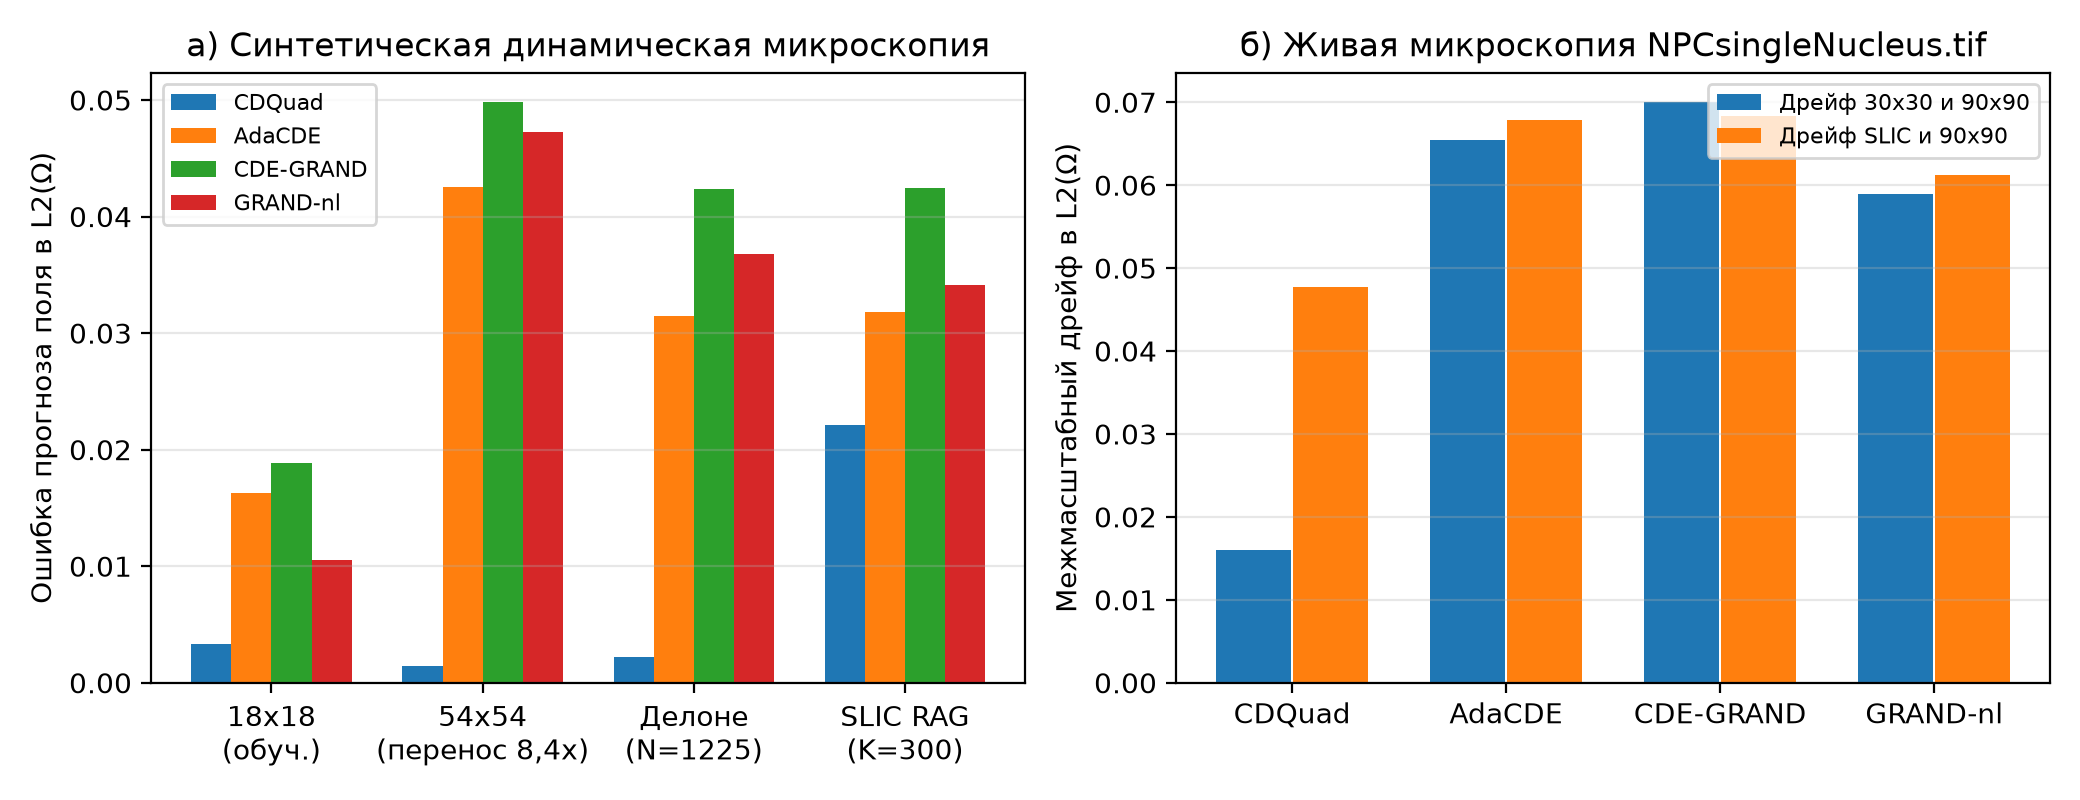 а) Синтетическая динамическая микроскопия
Ошибка прогноза поля в L2(Ω)
0.05
0.04
0.03
0.02
0.01
0.00
CDQuad
AdaCDE
CDE-GRAND
GRAND-nl
18x18
(обуч.)
54x54
(перенос 8,4x)
Делоне
(N=1225)
SLIC RAG
(K=300)
б) Живая микроскопия NPCsingleNucleus.tif
Межмасштабный дрейф в L2(Ω)
0.07
0.06
0.05
0.04
0.03
0.02
0.01
0.00
Дрейф 30x30 и 90x90
Дрейф SLIC и 90x90
CDQuad
AdaCDE
CDE-GRAND
GRAND-nl